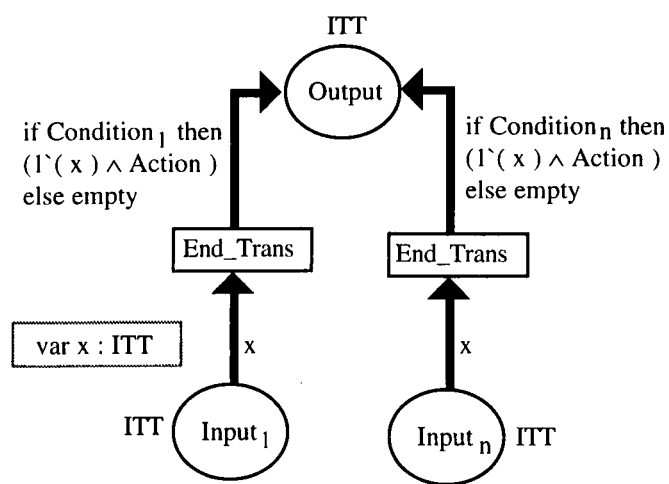 ITT
Output
if Condition₁ then
(1`( x ) ∧ Action )
else empty
if Conditionₙ then
(1`( x ) ∧ Action )
else empty
End_Trans
End_Trans
var x : ITT
x
x
ITT
Input₁
Inputₙ
ITT